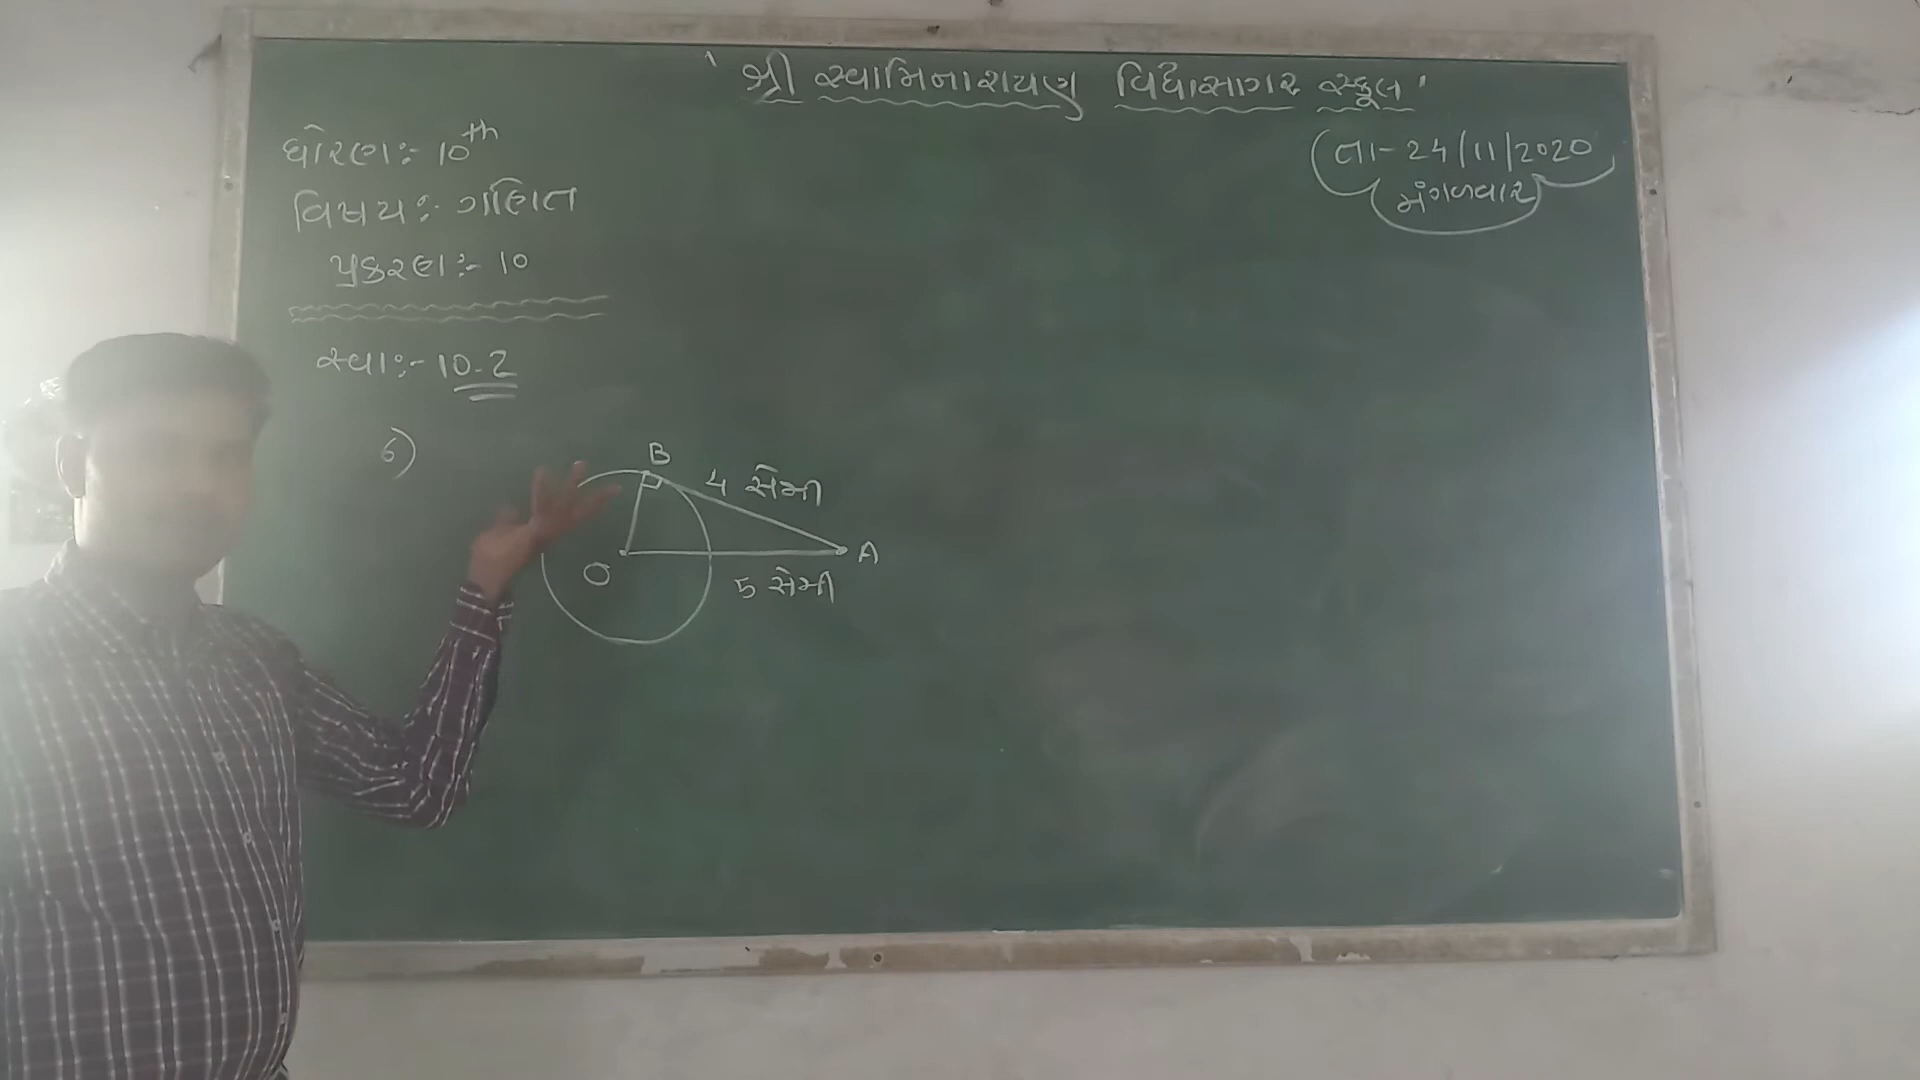 ' શ્રી સ્વામિનારાયણ વિદ્યાસાગર સ્કૂલ '
ધોરણ:- 10th
તા- 24/11/2020
મંગળવાર
વિષય:- ગણિત
પ્રકરણ:- 10
સ્વા:- 10.2
6)
B
4 સેમી
O
A
5 સેમી